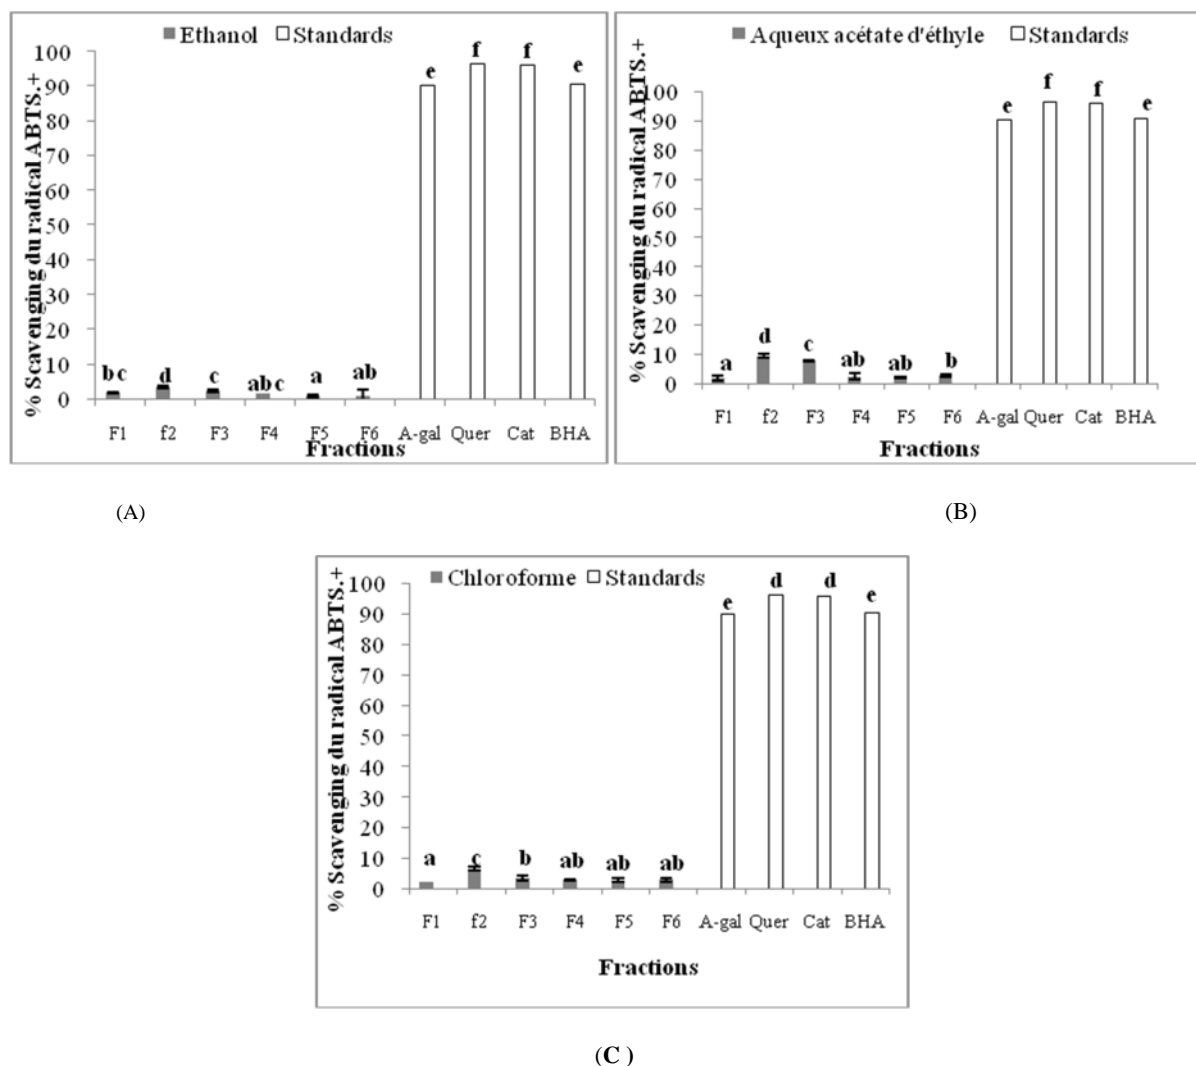 Ethanol Standards
% Scavenging du radical ABTS.+
100
90
80
70
60
50
40
30
20
10
0
bc d c abc a ab e f f e
F1 f2 F3 F4 F5 F6 A-gal Quer Cat BHA
Fractions
(A)
Aqueux acétate d'éthyle Standards
% Scavenging du radical ABTS.+
100
90
80
70
60
50
40
30
20
10
0
a d c ab ab b e f f e
F1 f2 F3 F4 F5 F6 A-gal Quer Cat BHA
Fractions
(B)
Chloroforme Standards
% Scavenging du radical ABTS.+
100
90
80
70
60
50
40
30
20
10
0
a c b ab ab ab e d d e
F1 f2 F3 F4 F5 F6 A-gal Quer Cat BHA
Fractions
(C )